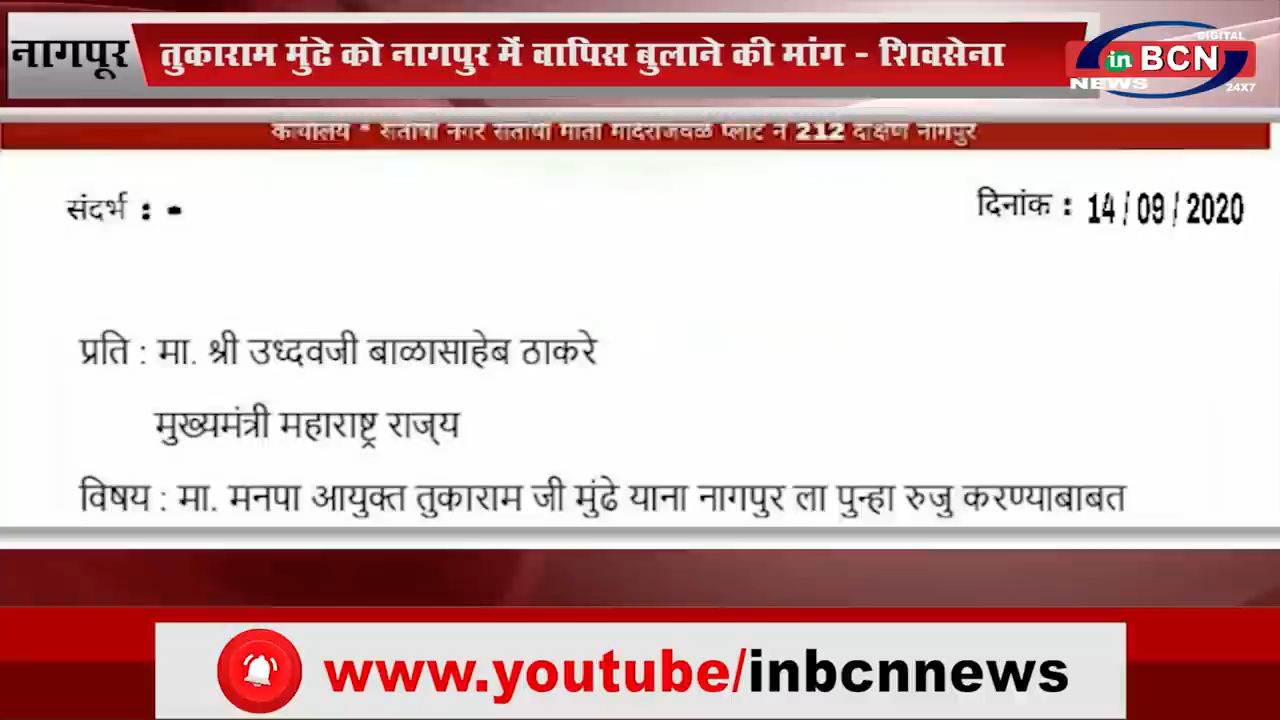 नागपूर
तुकाराम मुंढे को नागपुर में वापिस बुलाने की मांग - शिवसेना
DIGITAL
in BCN
NEWS
24X7
नगर माता 212 नागपुर
संदर्भ : -
दिनांक : 14/09/2020
प्रति : मा. श्री उध्दवजी बाळासाहेब ठाकरे
मुख्यमंत्री महाराष्ट्र राज्य
विषय : मा. मनपा आयुक्त तुकाराम जी मुंढे याना नागपुर ला पुन्हा रुजु करण्याबाबत
www.youtube/inbcnnews